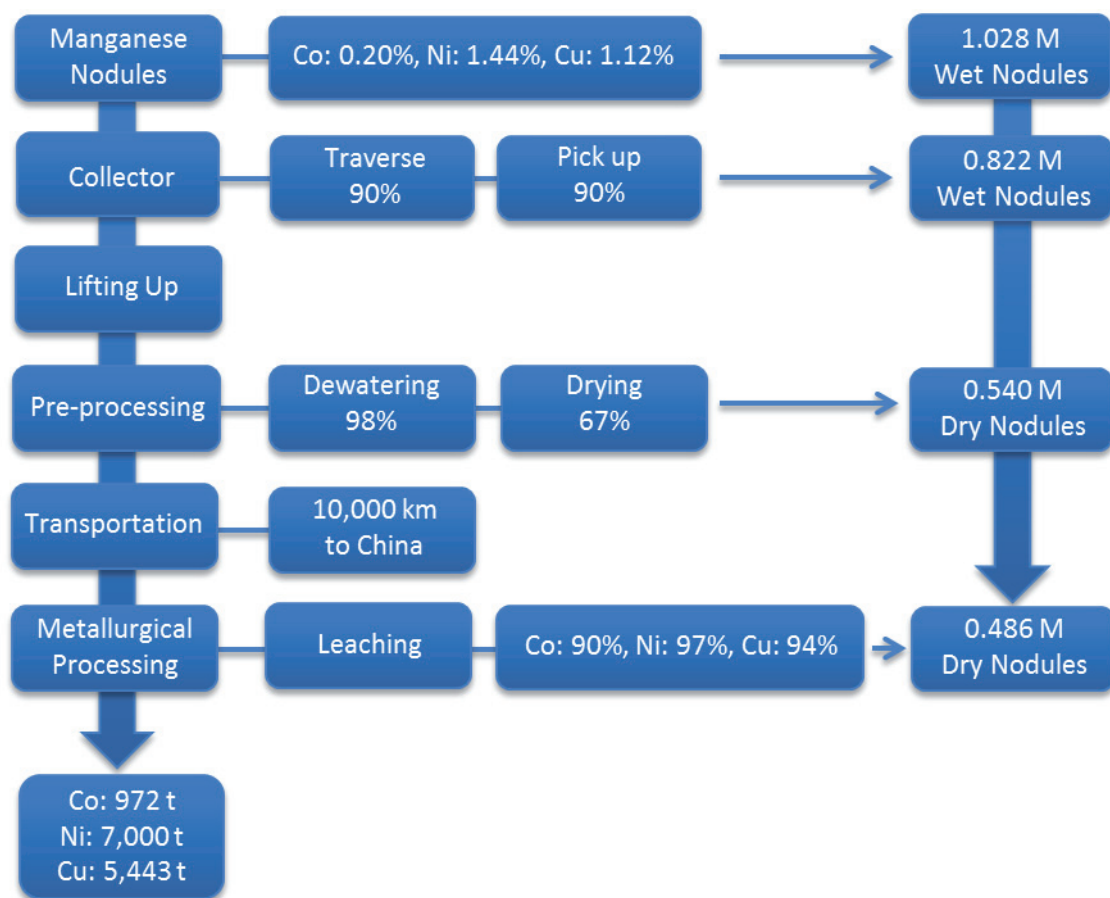 Manganese
Nodules
Co: 0.20%, Ni: 1.44%, Cu: 1.12%
1.028 M
Wet Nodules
Collector
Traverse
90%
Pick up
90%
0.822 M
Wet Nodules
Lifting Up
Pre-processing
Dewatering
98%
Drying
67%
0.540 M
Dry Nodules
Transportation
10,000 km
to China
Metallurgical
Processing
Leaching
Co: 90%, Ni: 97%, Cu: 94%
0.486 M
Dry Nodules
Co: 972 t
Ni: 7,000 t
Cu: 5,443 t